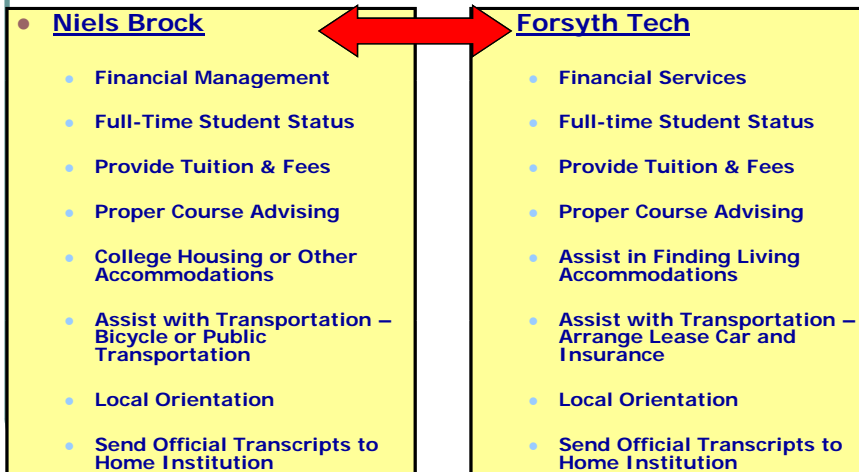 Niels Brock
Financial Management
Full-Time Student Status
Provide Tuition & Fees
Proper Course Advising
College Housing or Other
Accommodations
Assist with Transportation –
Bicycle or Public
Transportation
Local Orientation
Send Official Transcripts to
Home Institution
Forsyth Tech
Financial Services
Full-time Student Status
Provide Tuition & Fees
Proper Course Advising
Assist in Finding Living
Accommodations
Assist with Transportation –
Arrange Lease Car and
Insurance
Local Orientation
Send Official Transcripts to
Home Institution